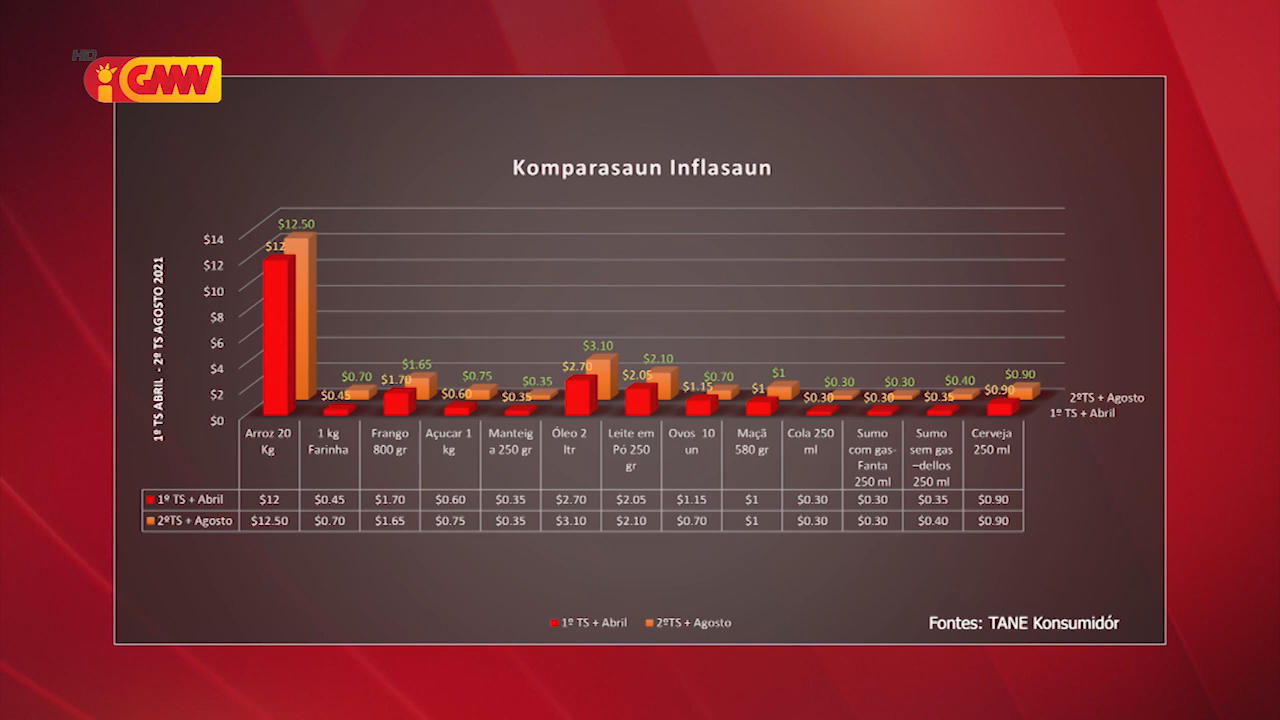 HD
GMN
Komparasaun Inflasaun
1º TS ABRIL - 2º TS AGOSTO 2021
$14
$12
$10
$8
$6
$4
$2
$0
$12.50
$0.70
$1.65
$0.75
$0.35
$3.10
$2.10
$0.70
$1
$0.30
$0.30
$0.40
$0.90
$12
$0.45
$1.70
$0.60
$0.35
$2.70
$2.05
$1.15
$1
$0.30
$0.30
$0.35
$0.90
2ºTS + Agosto
1º TS + Abril
Arroz 20 Kg
1 kg Farinha
Frango 800 gr
Açucar 1 kg
Manteig a 250 gr
Óleo 2 ltr
Leite em Pó 250 gr
Ovos 10 un
Maçã 580 gr
Cola 250 ml
Sumo com gas- Fanta 250 ml
Sumo sem gas –dellos 250 ml
Cerveja 250 ml
1º TS + Abril $12 $0.45 $1.70 $0.60 $0.35 $2.70 $2.05 $1.15 $1 $0.30 $0.30 $0.35 $0.90
2ºTS + Agosto $12.50 $0.70 $1.65 $0.75 $0.35 $3.10 $2.10 $0.70 $1 $0.30 $0.30 $0.40 $0.90
1º TS + Abril 2ºTS + Agosto
Fontes: TANE Konsumidór